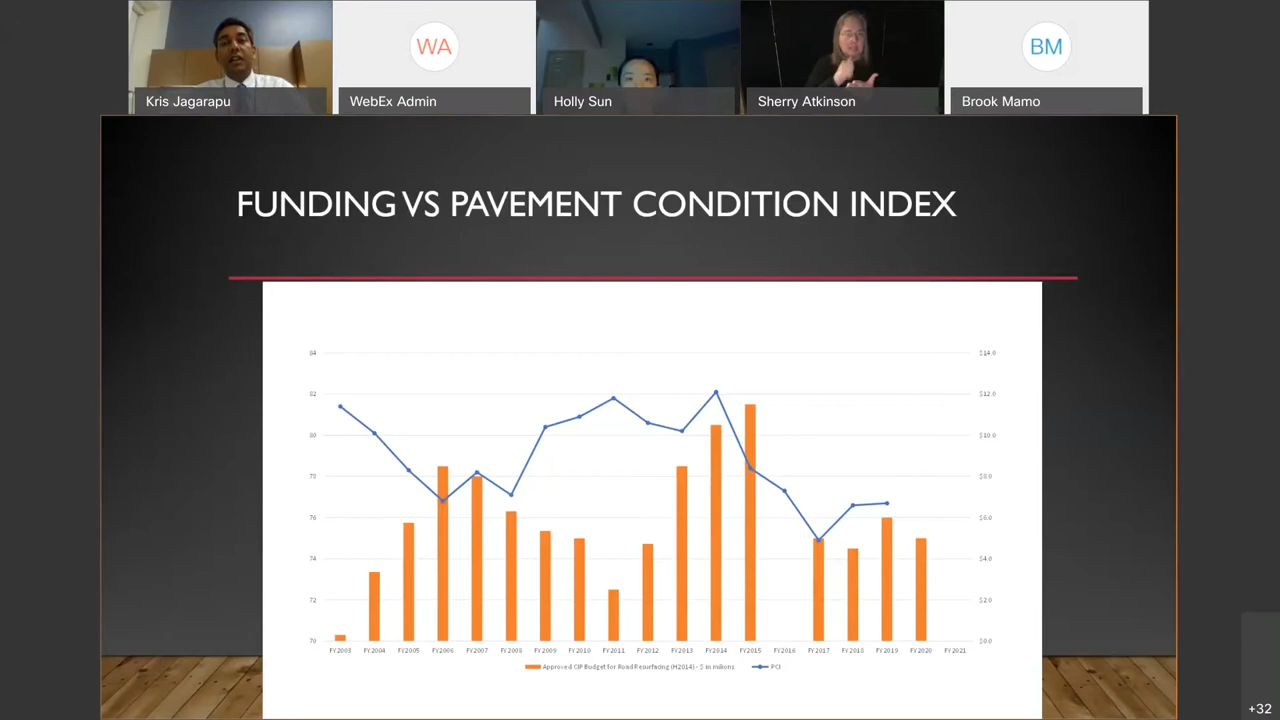 WA
BM
Kris Jagarapu
WebEx Admin
Holly Sun
Sherry Atkinson
Brook Mamo
FUNDING VS PAVEMENT CONDITION INDEX
84 $14.0
82 $12.0
80 $10.0
78 $8.0
76 $6.0
74 $4.0
72 $2.0
70 $0.0
FY2003 FY2004 FY2005 FY2006 FY2007 FY2008 FY2009 FY2010 FY2011 FY2012 FY2013 FY2014 FY2015 FY2016 FY2017 FY2018 FY2019 FY2020 FY2021
Approved CIP Budget for Road Resurfacing (H2014) - $ in millions PCI
+32